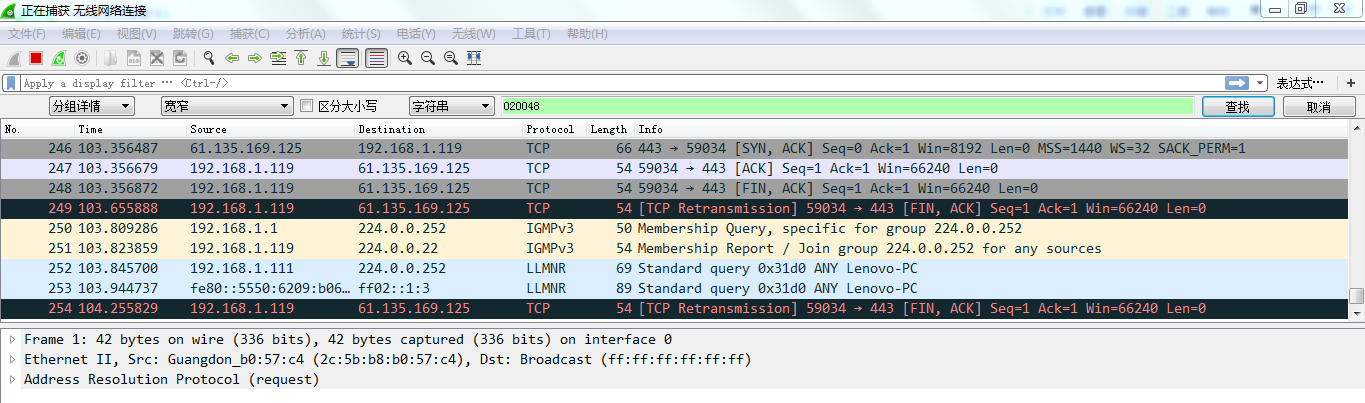 正在捕获 无线网络连接
文件(F) 编辑(E) 视图(V) 跳转(G) 捕获(C) 分析(A) 统计(S) 电话(Y) 无线(W) 工具(T) 帮助(H)
Apply a display filter ⋯ <Ctrl-/> 表达式⋯ +
分组详情 宽窄 区分大小写 字符串 020048 查找 取消
No. Time Source Destination Protocol Length Info
246 103.356487 61.135.169.125 192.168.1.119 TCP 66 443 → 59034 [SYN, ACK] Seq=0 Ack=1 Win=8192 Len=0 MSS=1440 WS=32 SACK_PERM=1
247 103.356679 192.168.1.119 61.135.169.125 TCP 54 59034 → 443 [ACK] Seq=1 Ack=1 Win=66240 Len=0
248 103.356872 192.168.1.119 61.135.169.125 TCP 54 59034 → 443 [FIN, ACK] Seq=1 Ack=1 Win=66240 Len=0
249 103.655888 192.168.1.119 61.135.169.125 TCP 54 [TCP Retransmission] 59034 → 443 [FIN, ACK] Seq=1 Ack=1 Win=66240 Len=0
250 103.809286 192.168.1.1 224.0.0.252 IGMPv3 50 Membership Query, specific for group 224.0.0.252
251 103.823859 192.168.1.119 224.0.0.22 IGMPv3 54 Membership Report / Join group 224.0.0.252 for any sources
252 103.845700 192.168.1.111 224.0.0.252 LLMNR 69 Standard query 0x31d0 ANY Lenovo-PC
253 103.944737 fe80::5550:6209:b06… ff02::1:3 LLMNR 89 Standard query 0x31d0 ANY Lenovo-PC
254 104.255829 192.168.1.119 61.135.169.125 TCP 54 [TCP Retransmission] 59034 → 443 [FIN, ACK] Seq=1 Ack=1 Win=66240 Len=0
Frame 1: 42 bytes on wire (336 bits), 42 bytes captured (336 bits) on interface 0
Ethernet II, Src: Guangdon_b0:57:c4 (2c:5b:b8:b0:57:c4), Dst: Broadcast (ff:ff:ff:ff:ff:ff)
Address Resolution Protocol (request)